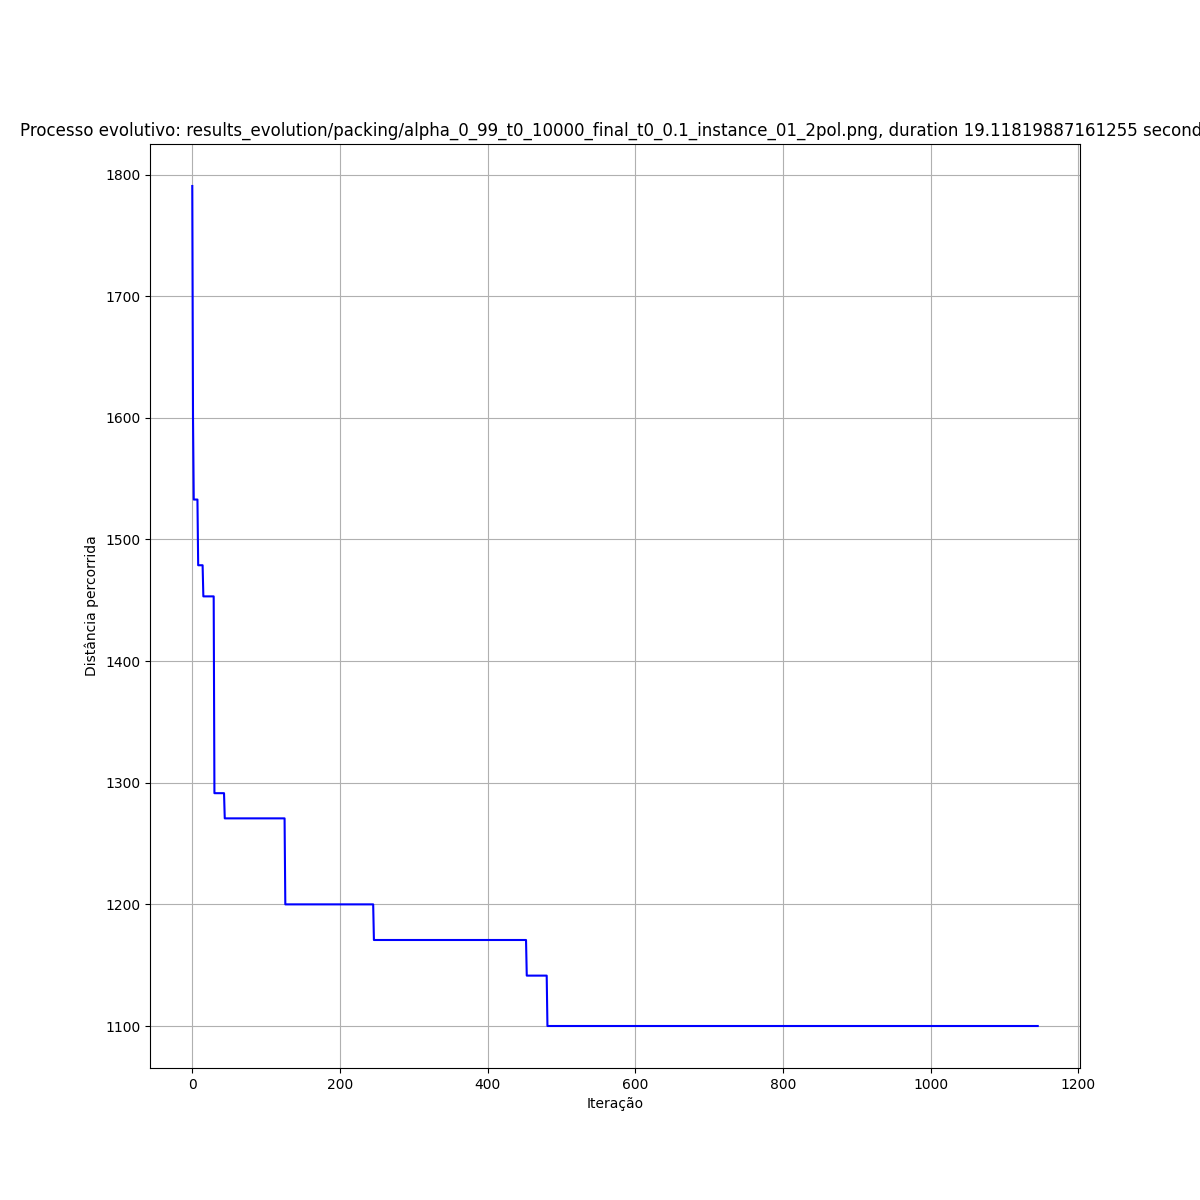 Processo evolutivo: results_evolution/packing/alpha_0_99_t0_10000_final_t0_0.1_instance_01_2pol.png, duration 19.11819887161255 second
1800
1700
1600
1500
1400
1300
1200
1100
Distância percorrida
0 200 400 600 800 1000 1200
Iteração